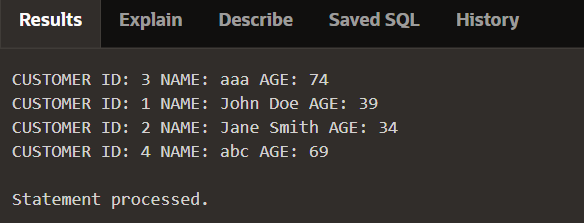 Results Explain Describe Saved SQL History
CUSTOMER ID: 3 NAME: aaa AGE: 74
CUSTOMER ID: 1 NAME: John Doe AGE: 39
CUSTOMER ID: 2 NAME: Jane Smith AGE: 34
CUSTOMER ID: 4 NAME: abc AGE: 69
Statement processed.